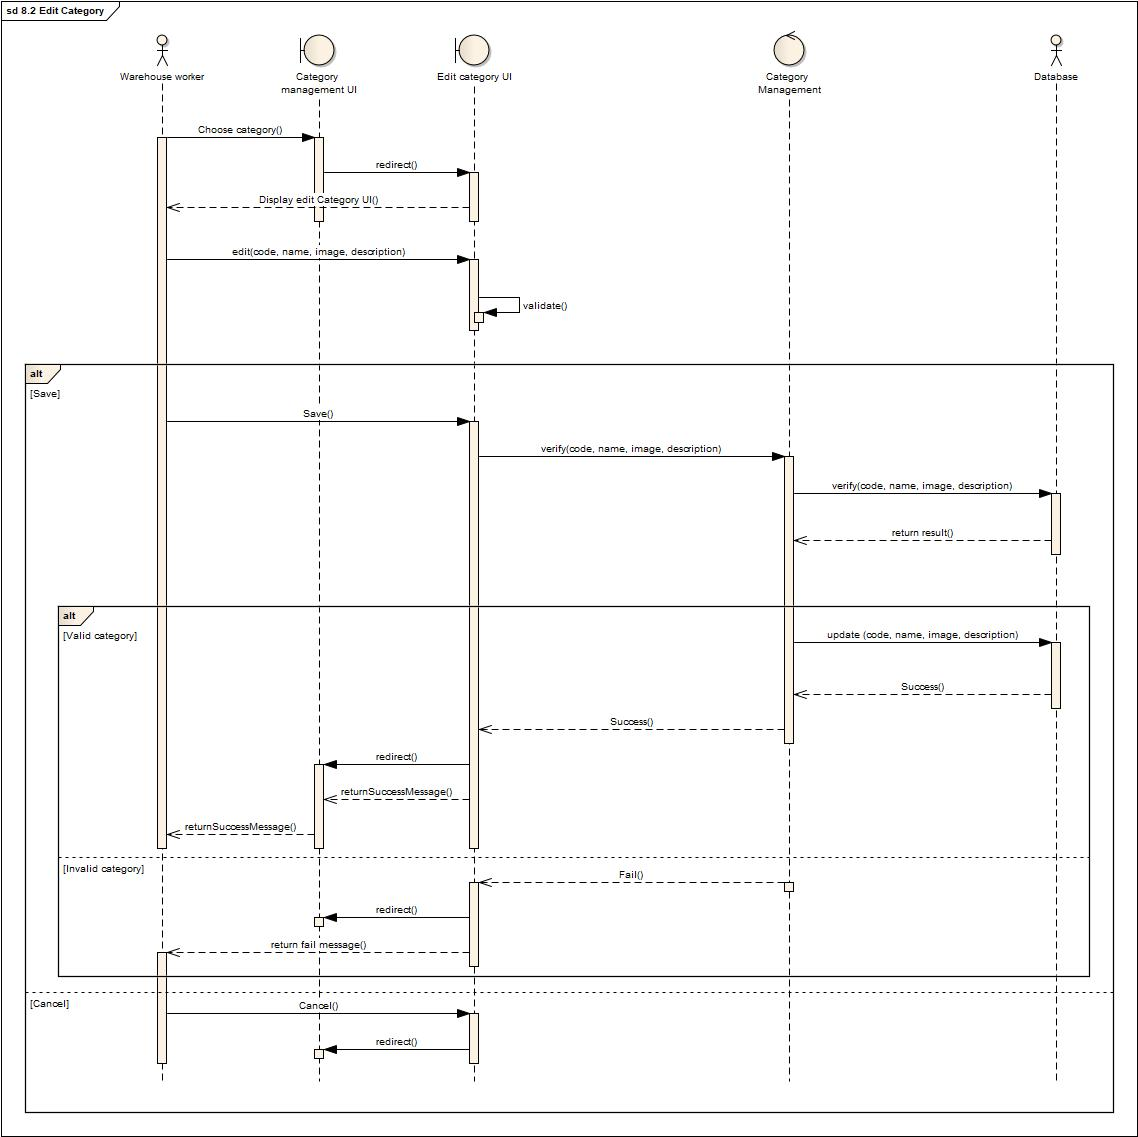 sd 8.2 Edit Category
Warehouse worker
Category
management UI
Edit category UI
Category
Management
Database
Choose category()
redirect()
Display edit Category UI()
edit(code, name, image, description)
validate()
alt
[Save]
Save()
verify(code, name, image, description)
verify(code, name, image, description)
return result()
alt
[Valid category]
update (code, name, image, description)
Success()
Success()
redirect()
returnSuccessMessage()
returnSuccessMessage()
[Invalid category]
Fail()
redirect()
return fail message()
[Cancel]
Cancel()
redirect()